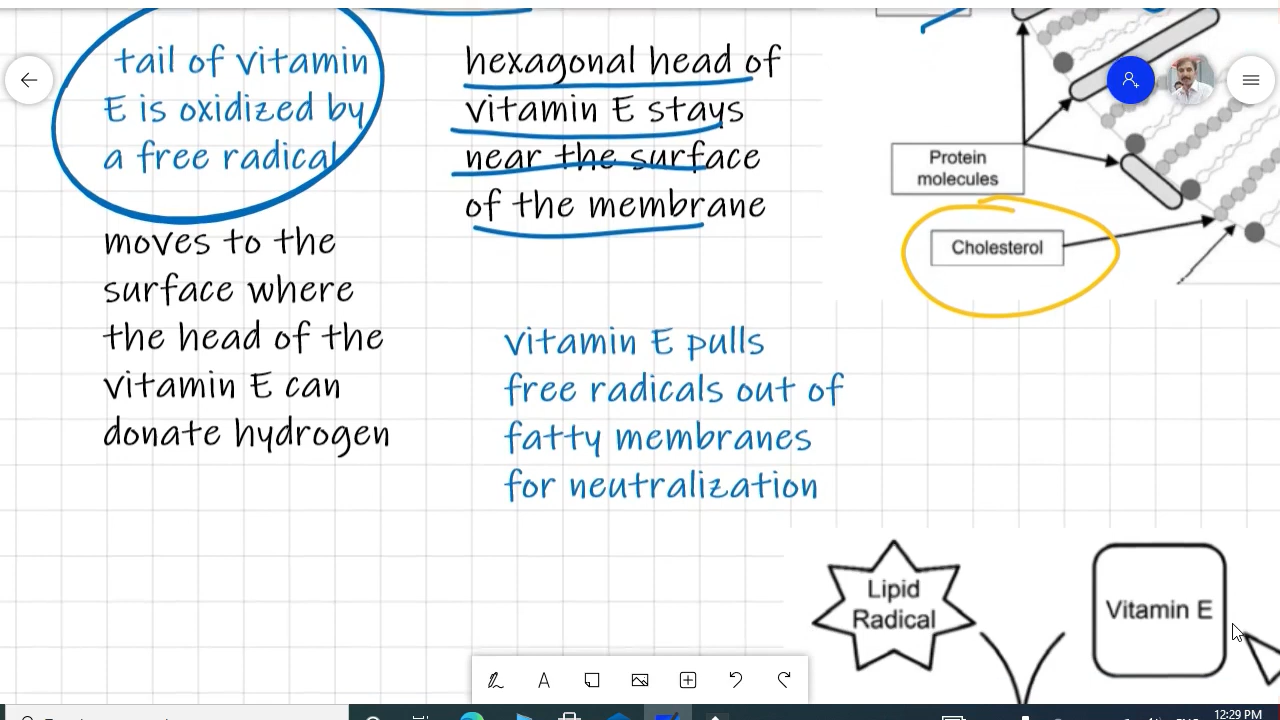 tail of vitamin
E is oxidized by
a free radical
moves to the
surface where
the head of the
vitamin E can
donate hydrogen
hexagonal head of
vitamin E stays
near the surface
of the membrane
vitamin E pulls
free radicals out of
fatty membranes
for neutralization
Protein
molecules
Cholesterol
Lipid
Radical
Vitamin E
12:29 PM